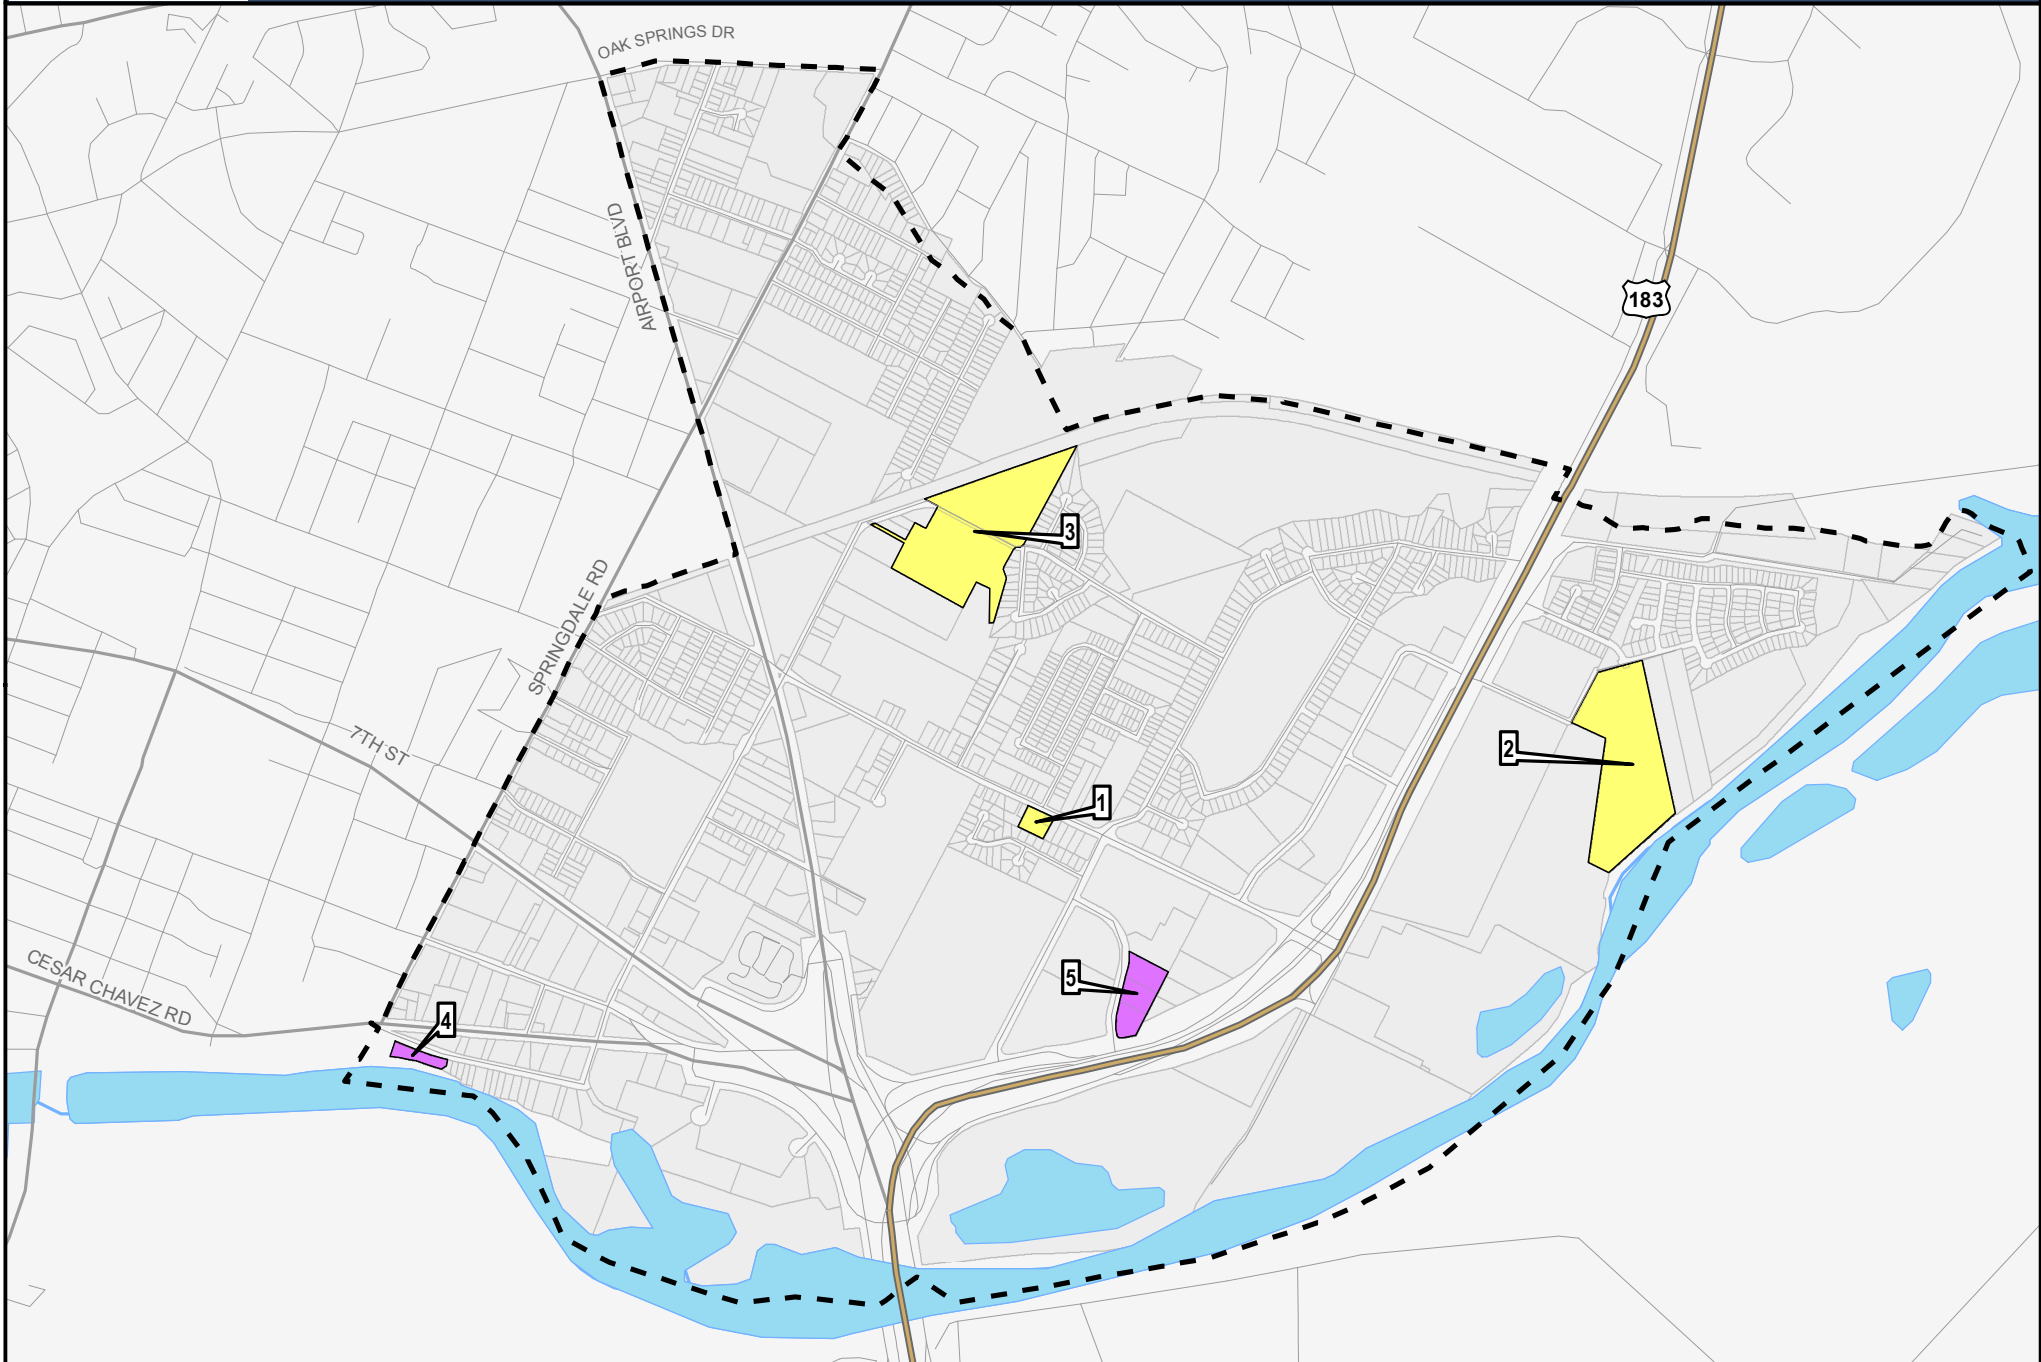 OAK SPRINGS DR
AIRPORT BLVD
183
3
SPRINGDALE RD
7TH ST
2
1
CESAR CHAVEZ RD
5
4